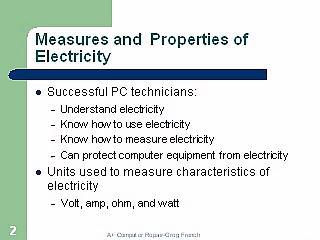 Measures and Properties of
Electricity
Successful PC technicians:
– Understand electricity
– Know how to use electricity
– Know how to measure electricity
– Can protect computer equipment from electricity
Units used to measure characteristics of
electricity
– Volt, amp, ohm, and watt
2
A+ Computer Repair-Greg French